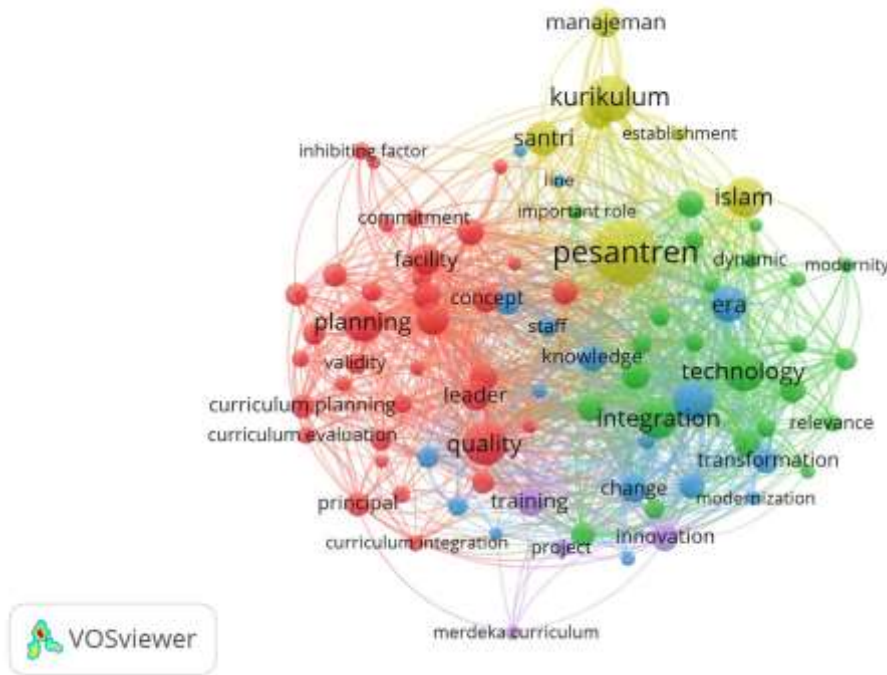 manajeman
kurikulum
santri
establishment
inhibiting factor
line
islam
important role
commitment
pesantren
facility
dynamic
modernity
concept
era
planning
staff
knowledge
validity
technology
leader
curriculum planning
integration
relevance
curriculum evaluation
quality
transformation
change
training
principal
modernization
innovation
curriculum integration
project
merdeka curriculum
VOSviewer